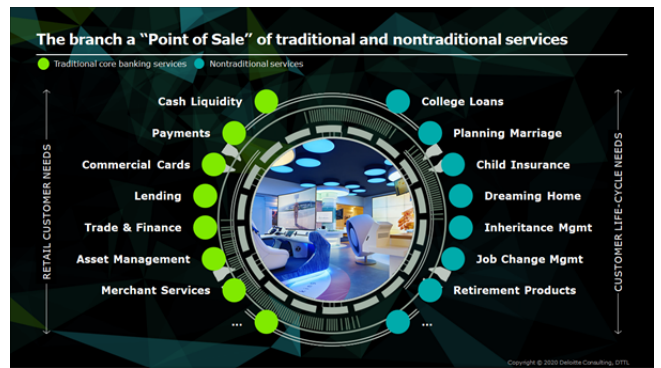 The branch a “Point of Sale” of traditional and nontraditional services
Traditional core banking services
Nontraditional services
RETAIL CUSTOMER NEEDS
Cash Liquidity
Payments
Commercial Cards
Lending
Trade & Finance
Asset Management
Merchant Services
...
College Loans
Planning Marriage
Child Insurance
Dreaming Home
Inheritance Mgmt
Job Change Mgmt
Retirement Products
...
CUSTOMER LIFE-CYCLE NEEDS
Copyright © 2020 Deloitte Consulting, DTTL